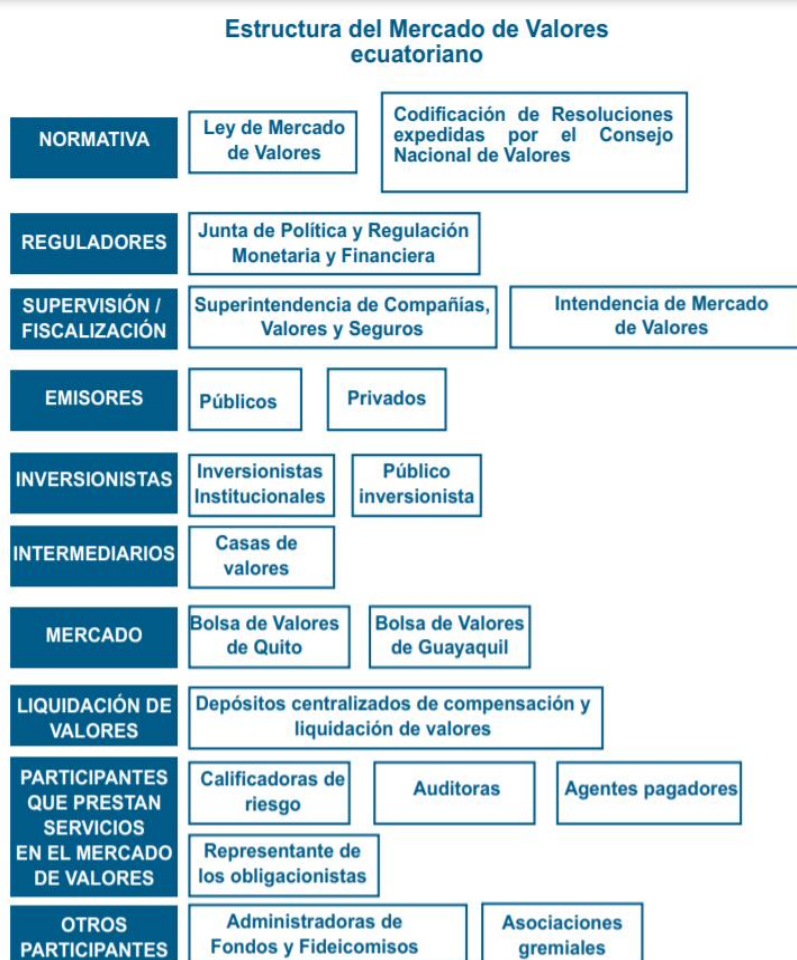 Estructura del Mercado de Valores
ecuatoriano
NORMATIVA
Ley de Mercado
de Valores
Codificación de Resoluciones
expedidas por el Consejo
Nacional de Valores
REGULADORES
Junta de Política y Regulación
Monetaria y Financiera
SUPERVISIÓN /
FISCALIZACIÓN
Superintendencia de Compañías,
Valores y Seguros
Intendencia de Mercado
de Valores
EMISORES
Públicos
Privados
INVERSIONISTAS
Inversionistas
Institucionales
Público
inversionista
INTERMEDIARIOS
Casas de
valores
MERCADO
Bolsa de Valores
de Quito
Bolsa de Valores
de Guayaquil
LIQUIDACIÓN DE
VALORES
Depósitos centralizados de compensación y
liquidación de valores
PARTICIPANTES
QUE PRESTAN
SERVICIOS
EN EL MERCADO
DE VALORES
Calificadoras de
riesgo
Auditoras
Agentes pagadores
Representante de
los obligacionistas
OTROS
PARTICIPANTES
Administradoras de
Fondos y Fideicomisos
Asociaciones
gremiales